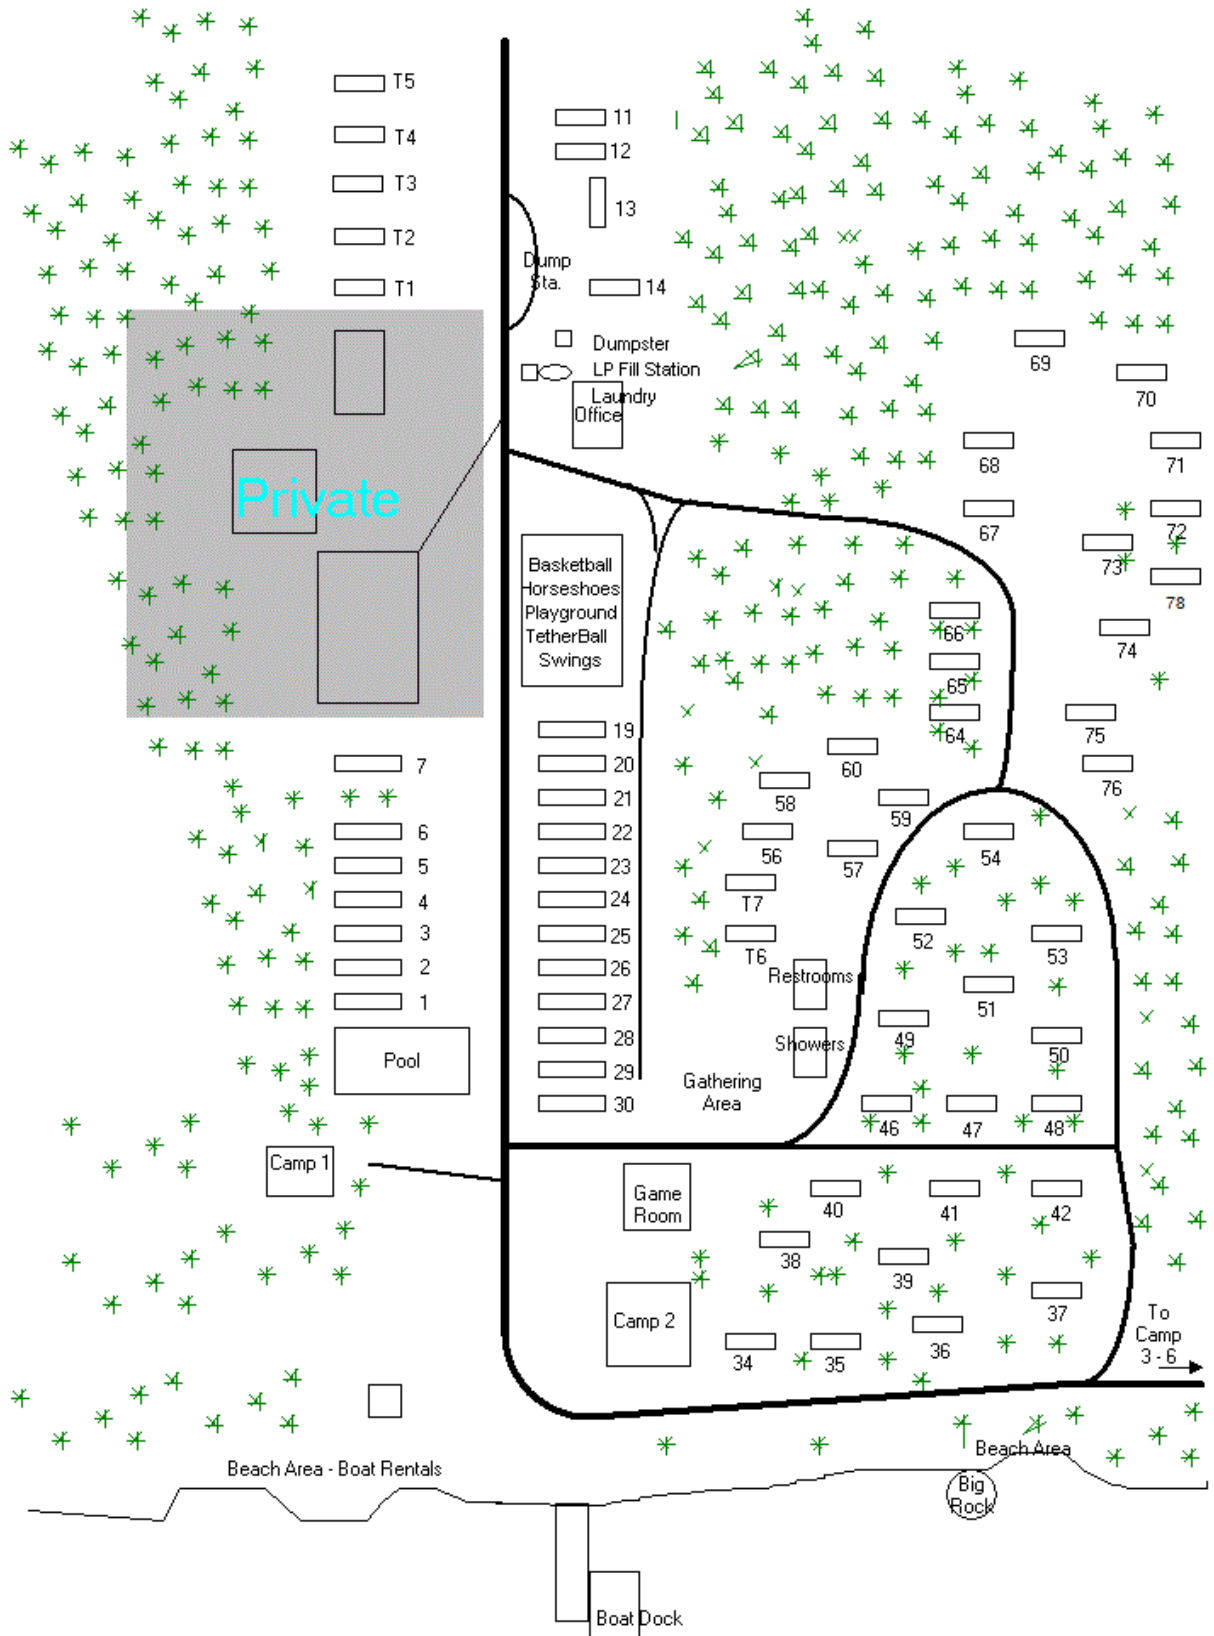 T5
11
T4
12
T3
13
T2
Dump
Sta.
T1
14
Dumpster
69
LP Fill Station
70
Laundry
Office
68
71
Private
67
72
73
Basketball
Horseshoes
Playground
TetherBall
Swings
78
66
74
65
64
75
19
60
7
20
76
58
21
59
6
22
56
54
57
5
23
4
24
T7
52
3
25
T6
53
2
26
Restrooms
51
1
27
49
28
Showers
50
Pool
29
Gathering
Area
30
46
47
48
Camp 1
Game
Room
40
41
42
38
39
37
Camp 2
To
Camp
3 - 6
34
35
36
Beach Area
Beach Area - Boat Rentals
Big
Rock
Boat Dock